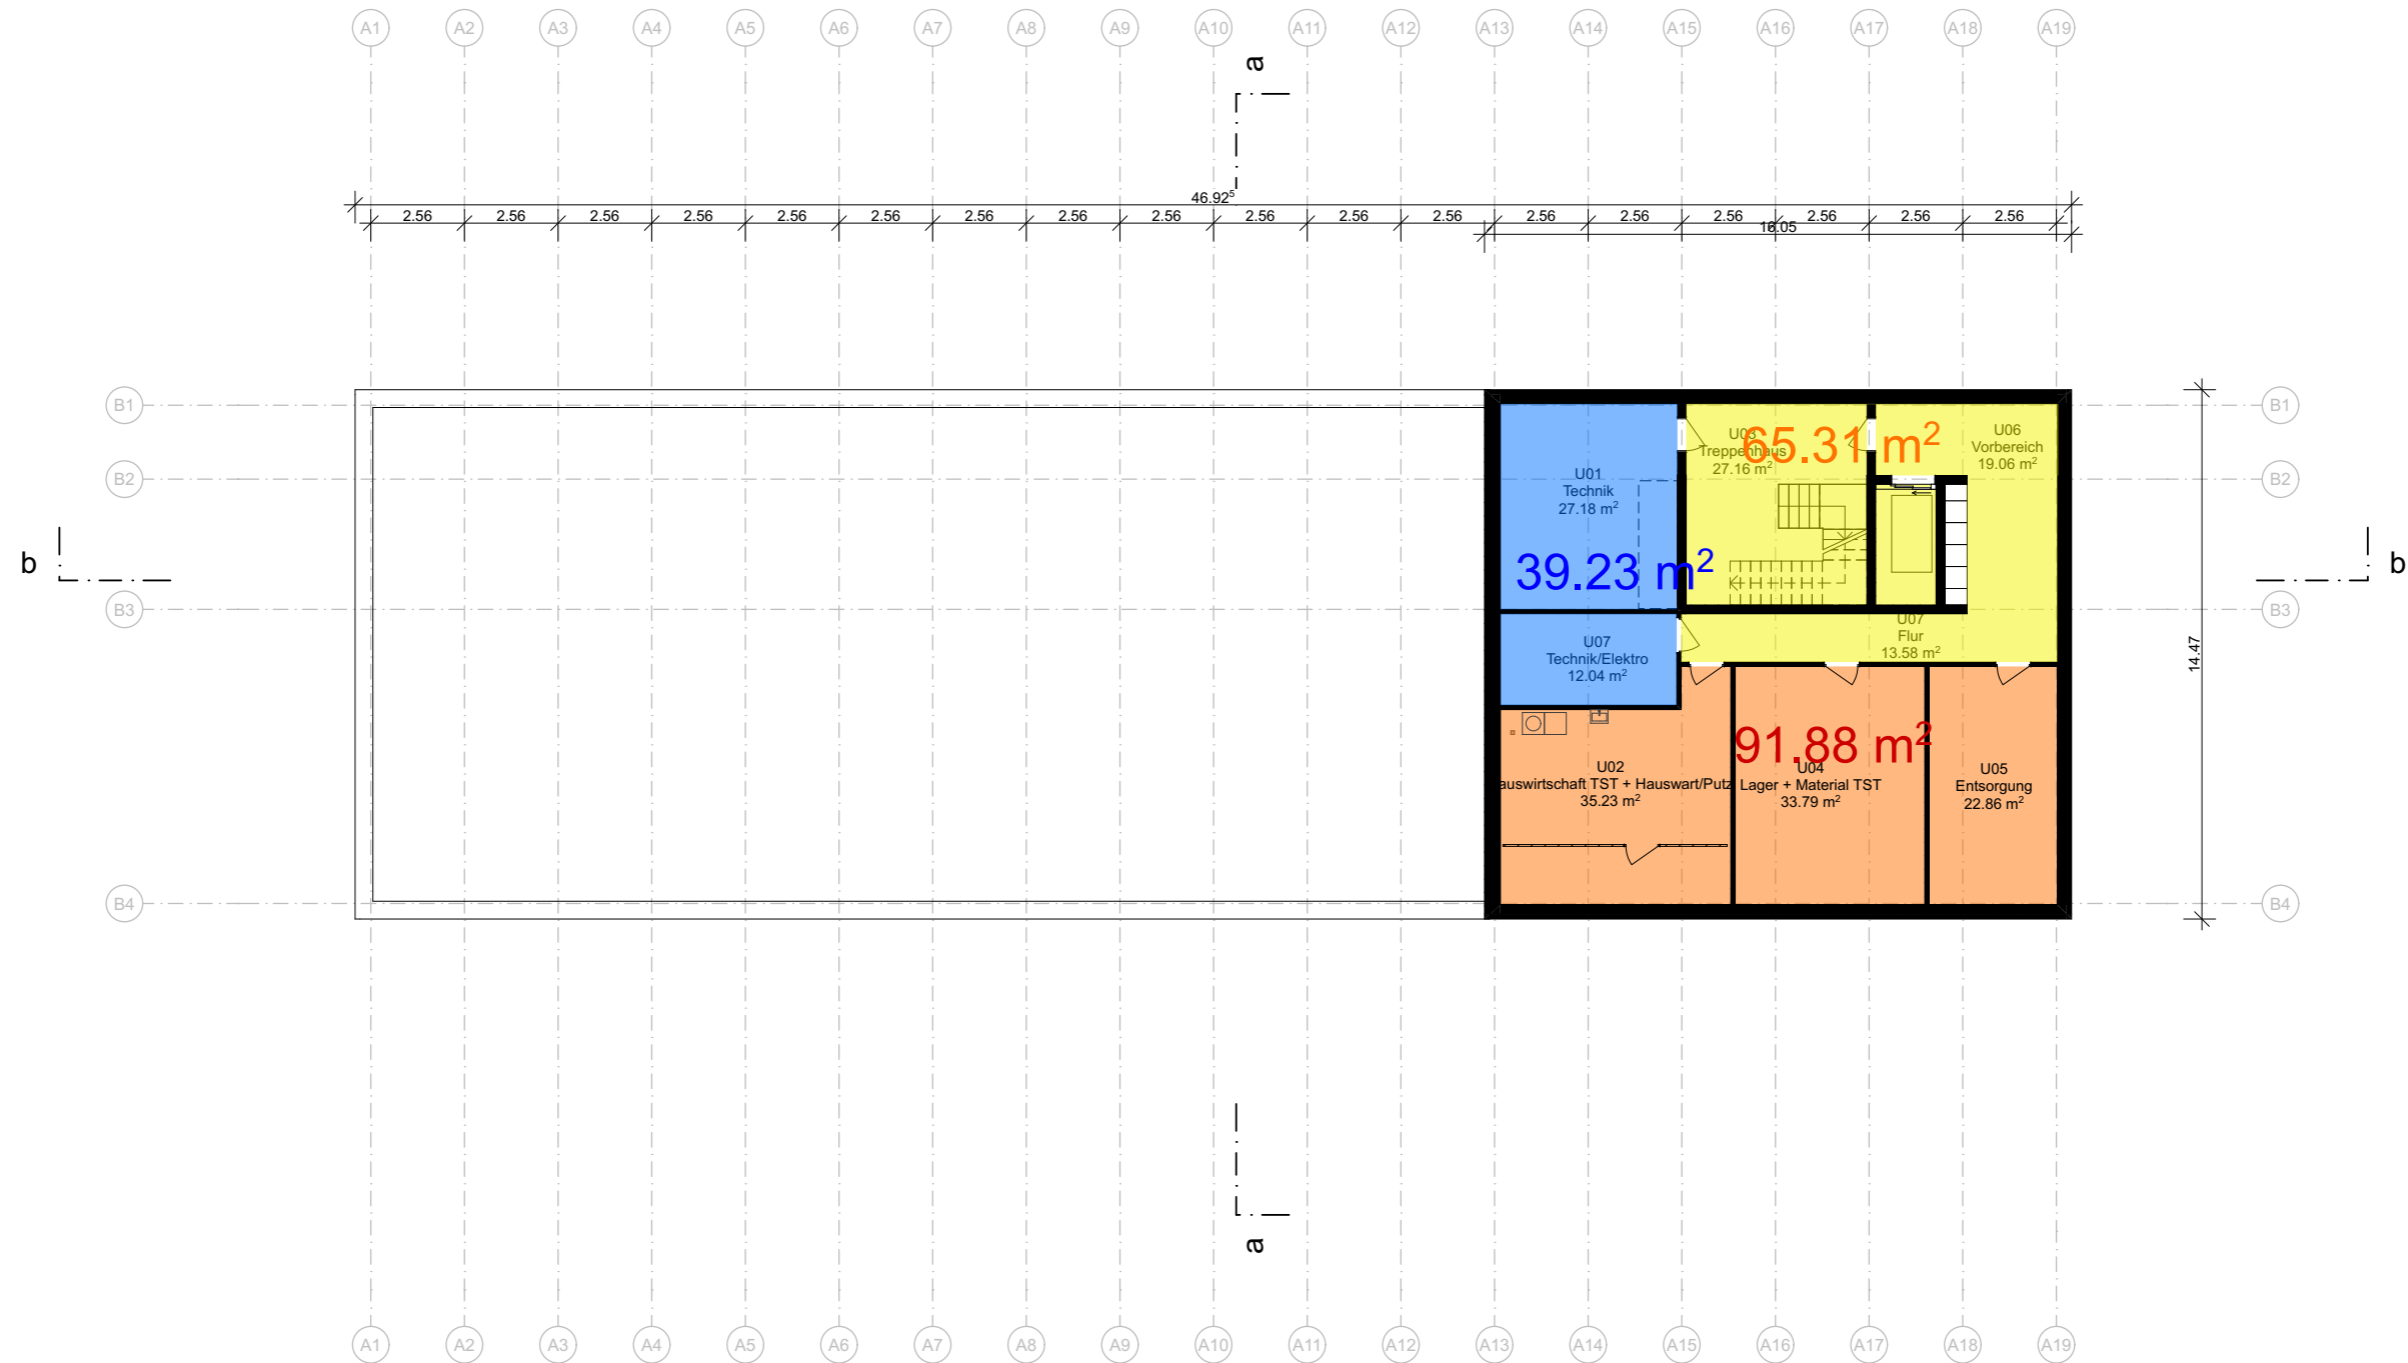 A1 A2 A3 A4 A5 A6 A7 A8 A9 A10 A11 A12 A13 A14 A15 A16 A17 A18 A19
a
46.92⁵
2.56 2.56 2.56 2.56 2.56 2.56 2.56 2.56 2.56 2.56 2.56 2.56 2.56 2.56 2.56 2.56 2.56 2.56
16.05
B1 B1
B2 B2
b b
B3 B3
B4 B4
14.47
U01
Technik
27.18 m²
39.23 m²
U03
Treppenhaus
27.16 m²
65.31 m²
U06
Vorbereich
19.06 m²
U07
Technik/Elektro
12.04 m²
U07
Flur
13.58 m²
91.88 m²
U02
auswirtschaft TST + Hauswart/Putz
35.23 m²
U04
Lager + Material TST
33.79 m²
U05
Entsorgung
22.86 m²
a
A1 A2 A3 A4 A5 A6 A7 A8 A9 A10 A11 A12 A13 A14 A15 A16 A17 A18 A19